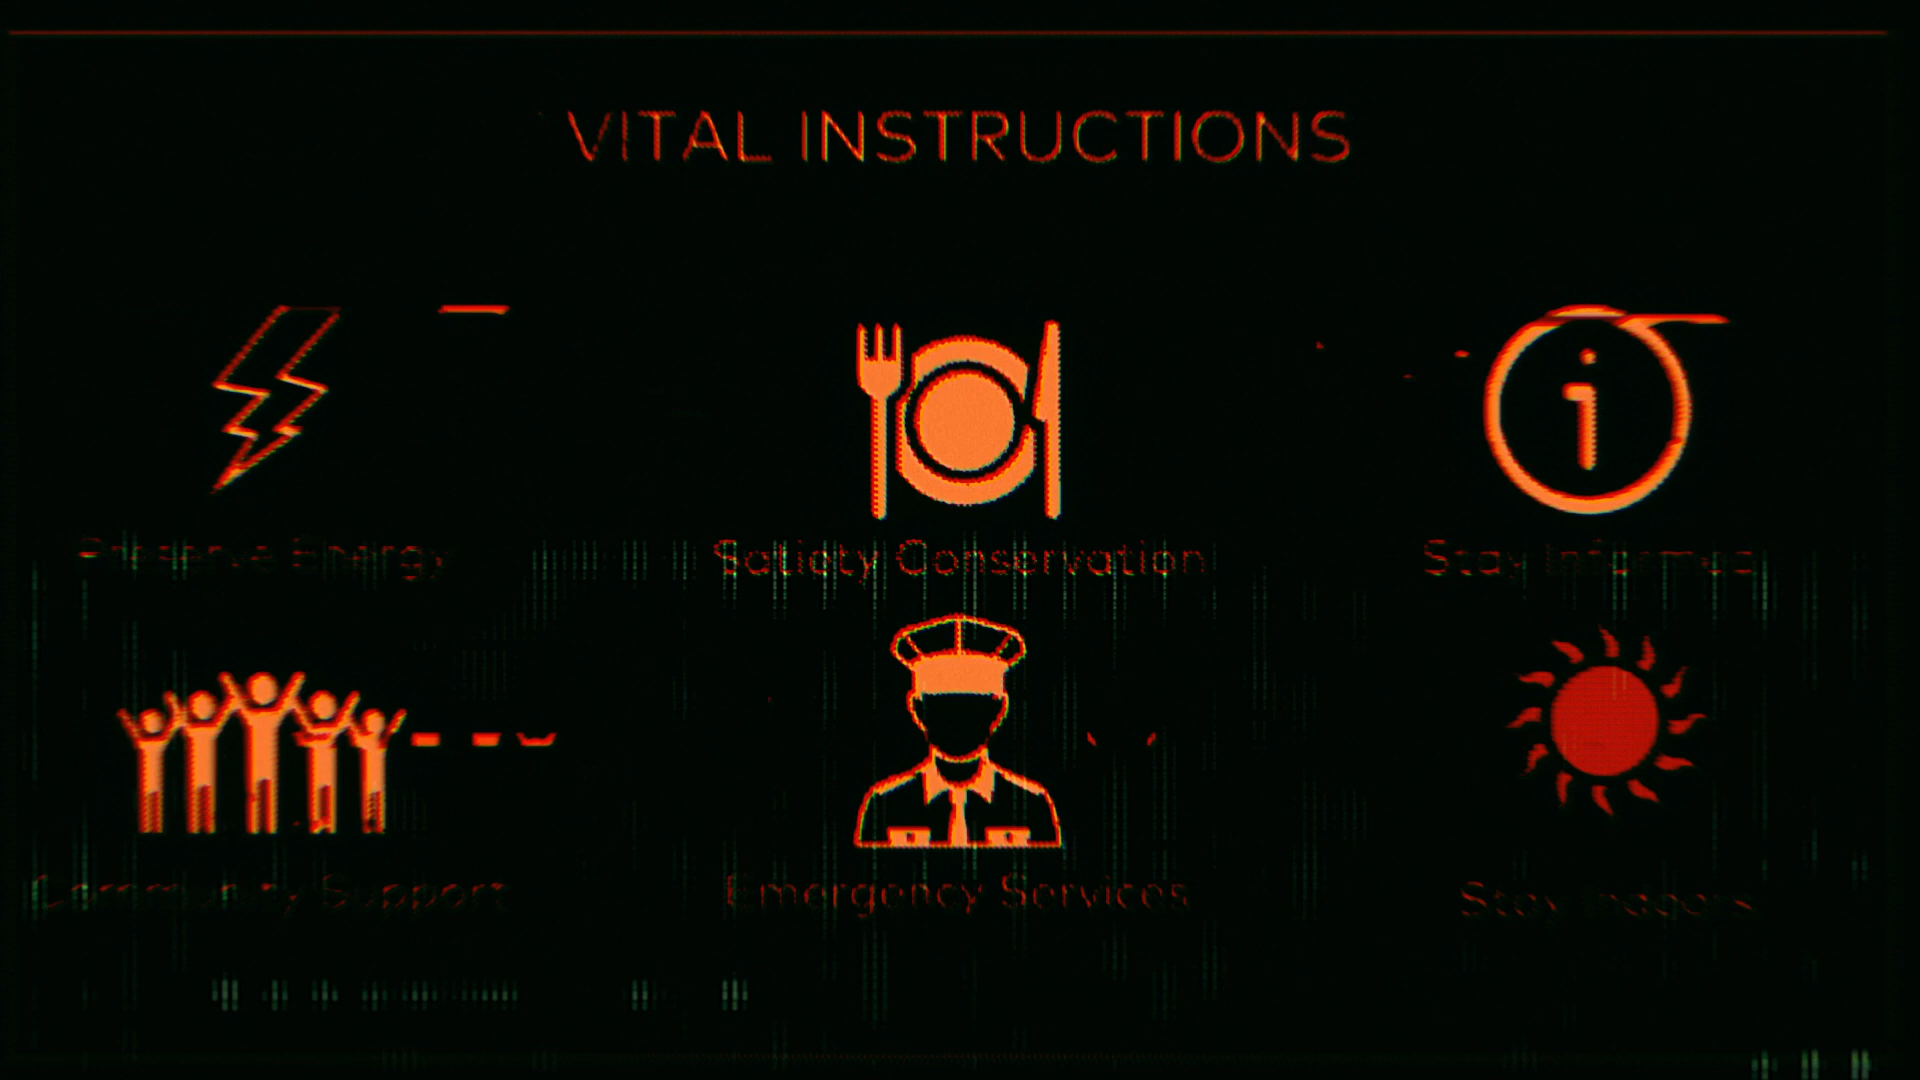 VITAL INSTRUCTIONS
Preserve Energy
Satiety Conservation
Stay Informed
Community Support
Emergency Services
Stay Indoors